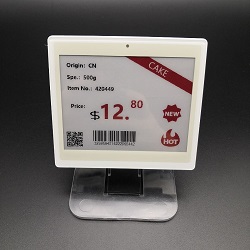 Origin: CN
CAKE
Spe.: 500g
Item No.: 420449
Price:
$12.80
NEW
HOT